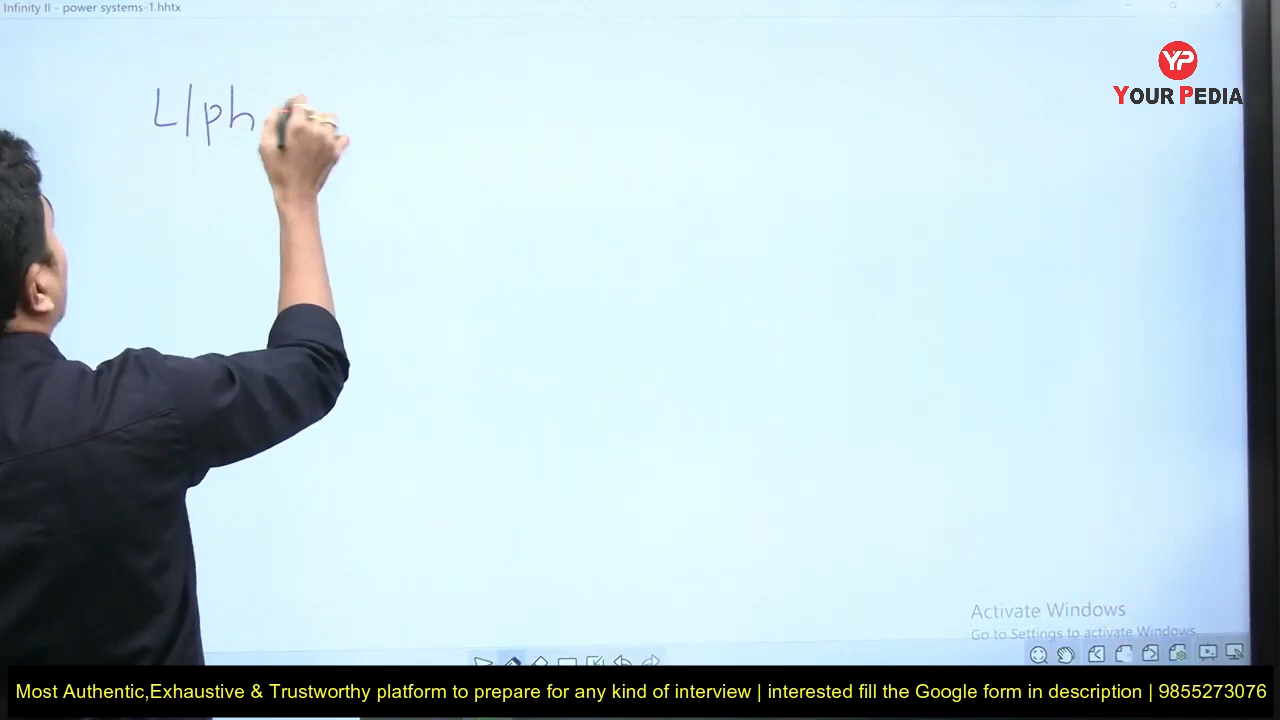 Infinity II - power systems-1.hhtx
YP
YOUR PEDIA
L/ph
Activate Windows
Go to Settings to activate Windows.
Most Authentic,Exhaustive & Trustworthy platform to prepare for any kind of interview | interested fill the Google form in description | 9855273076